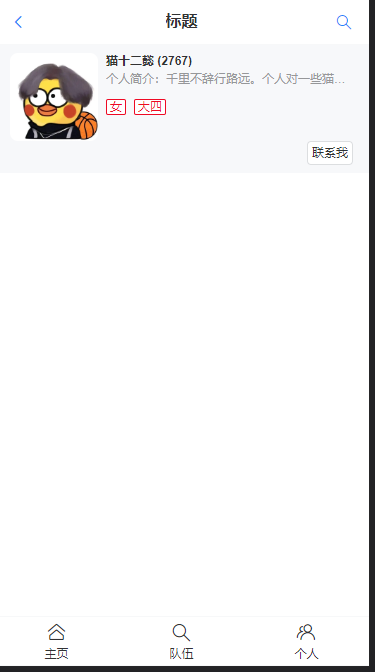 标题
猫十二懿 (2767)
个人简介：千里不辞行路远。个人对一些猫…
女 大四
联系我
主页 队伍 个人